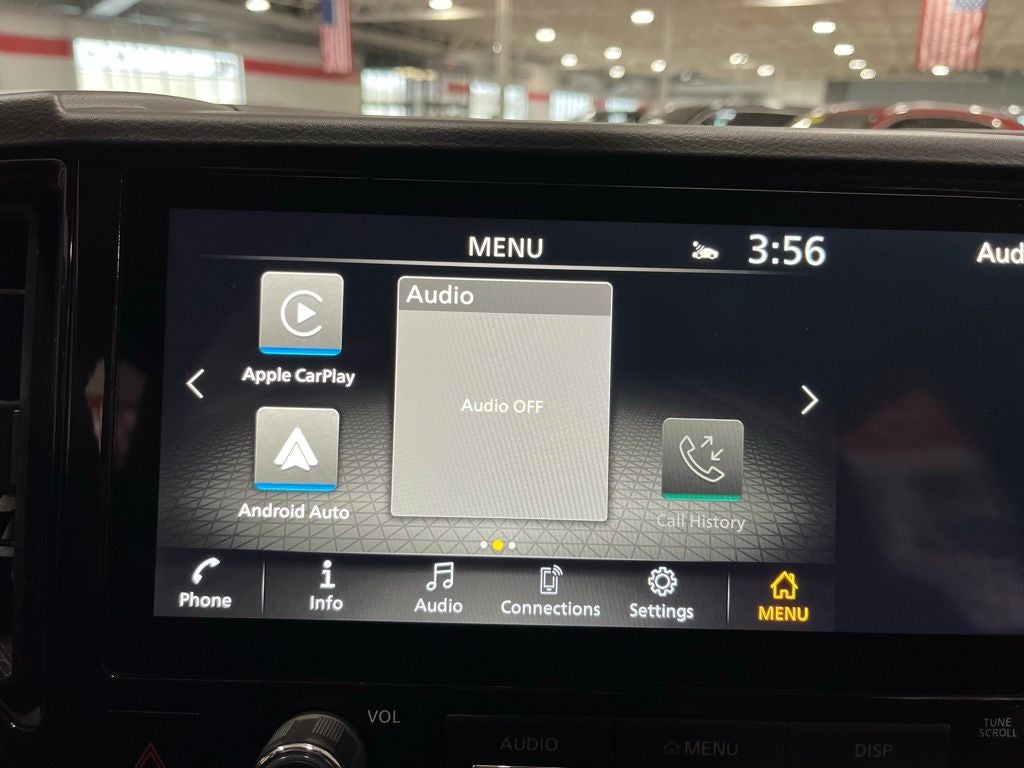 MENU
3:56
Aud
Apple CarPlay
Audio
Audio OFF
Android Auto
Call History
Phone
Info
Audio
Connections
Settings
MENU
VOL
AUDIO
MENU
DISP
TUNE
SCROLL